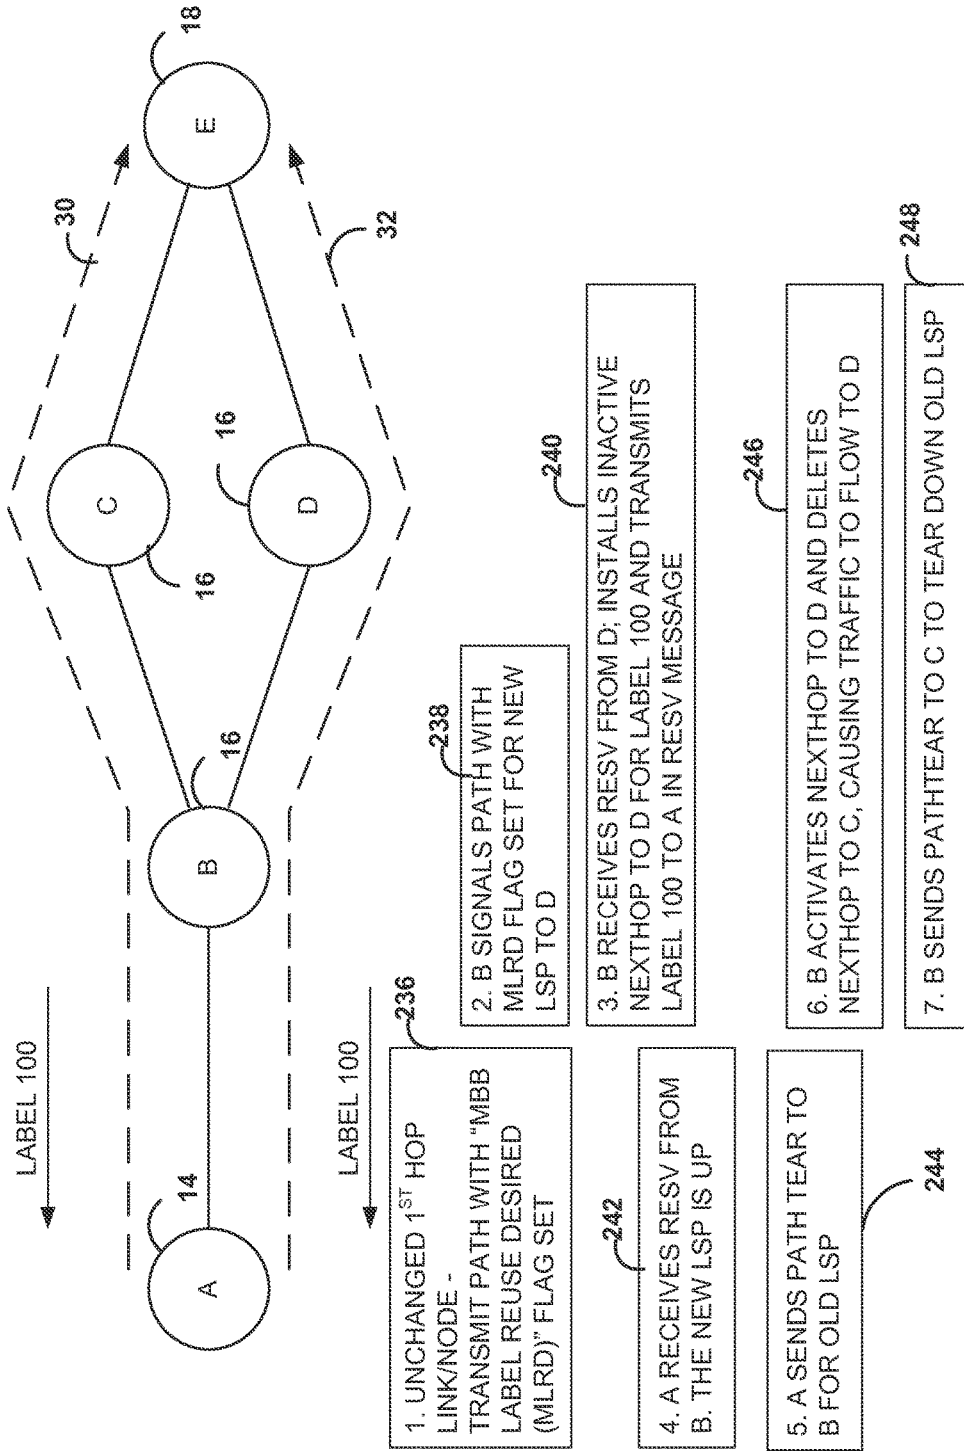 LABEL 100
30
18
14
A
16
B
16
C
16
D
E
32
LABEL 100
236
1. UNCHANGED 1ST HOP
LINK/NODE -
TRANSMIT PATH WITH "MBB
LABEL REUSE DESIRED
(MLRD)" FLAG SET
238
2. B SIGNALS PATH WITH
MLRD FLAG SET FOR NEW
LSP TO D
240
3. B RECEIVES RESV FROM D; INSTALLS INACTIVE
NEXTHOP TO D FOR LABEL 100 AND TRANSMITS
LABEL 100 TO A IN RESV MESSAGE
242
4. A RECEIVES RESV FROM
B. THE NEW LSP IS UP
244
5. A SENDS PATH TEAR TO
B FOR OLD LSP
246
6. B ACTIVATES NEXTHOP TO D AND DELETES
NEXTHOP TO C, CAUSING TRAFFIC TO FLOW TO D
248
7. B SENDS PATHTEAR TO C TO TEAR DOWN OLD LSP